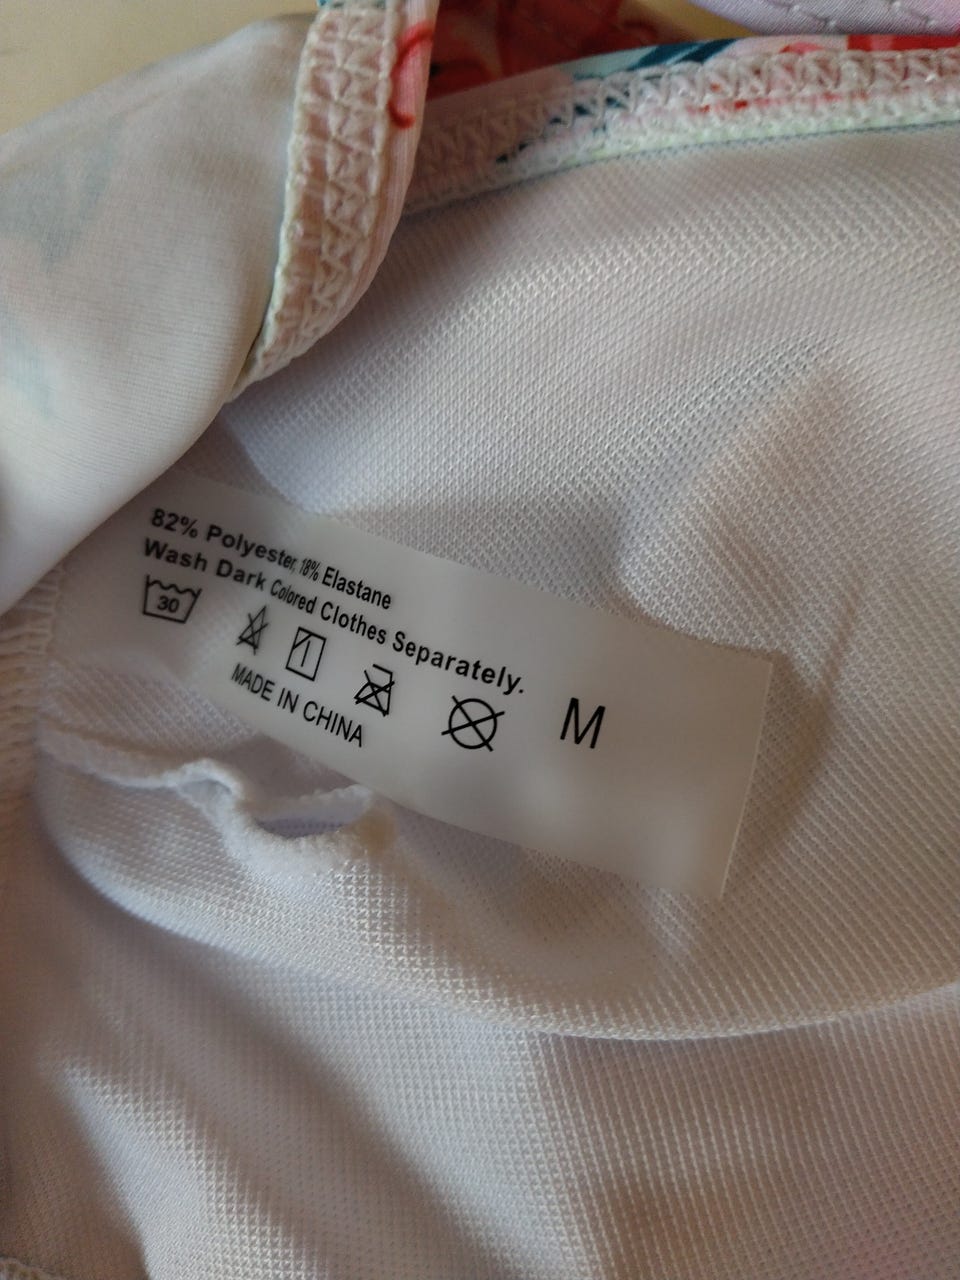 82% Polyester, 18% Elastane
Wash Dark Colored Clothes Separately.
30
M
MADE IN CHINA